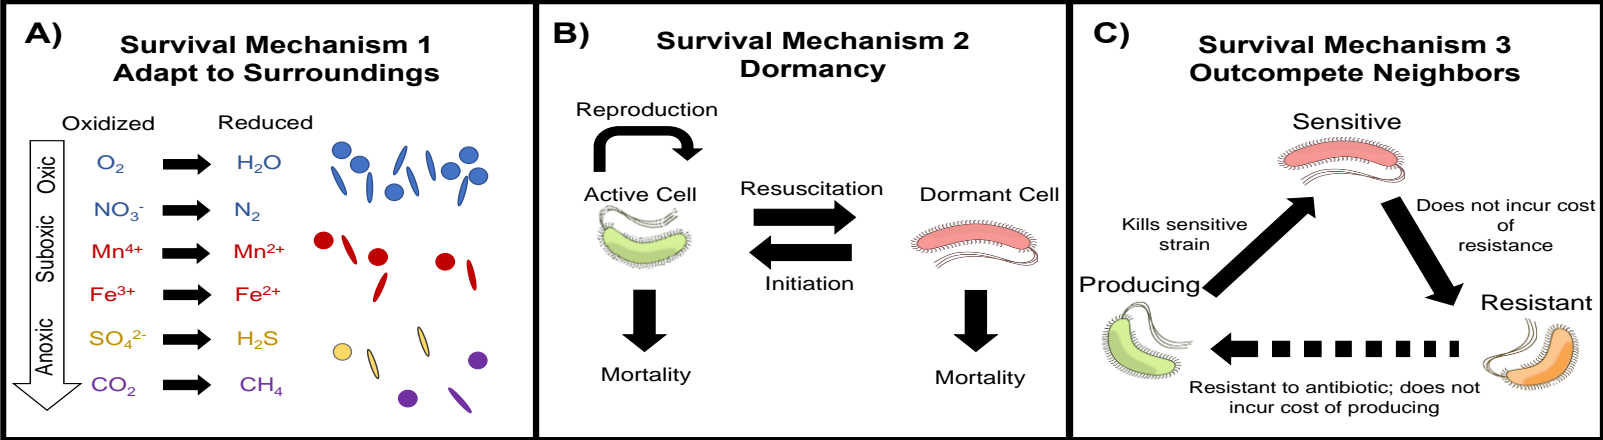 A)
Survival Mechanism 1
Adapt to Surroundings
Oxidized
Reduced
Oxic
Suboxic
Anoxic
O₂
H₂O
NO₃⁻
N₂
Mn⁴⁺
Mn²⁺
Fe³⁺
Fe²⁺
SO₄²⁻
H₂S
CO₂
CH₄
B)
Survival Mechanism 2
Dormancy
Reproduction
Active Cell
Resuscitation
Dormant Cell
Initiation
Mortality
Mortality
C)
Survival Mechanism 3
Outcompete Neighbors
Sensitive
Kills sensitive
strain
Does not incur cost
of
resistance
Producing
Resistant
Resistant to antibiotic; does not
incur cost of producing